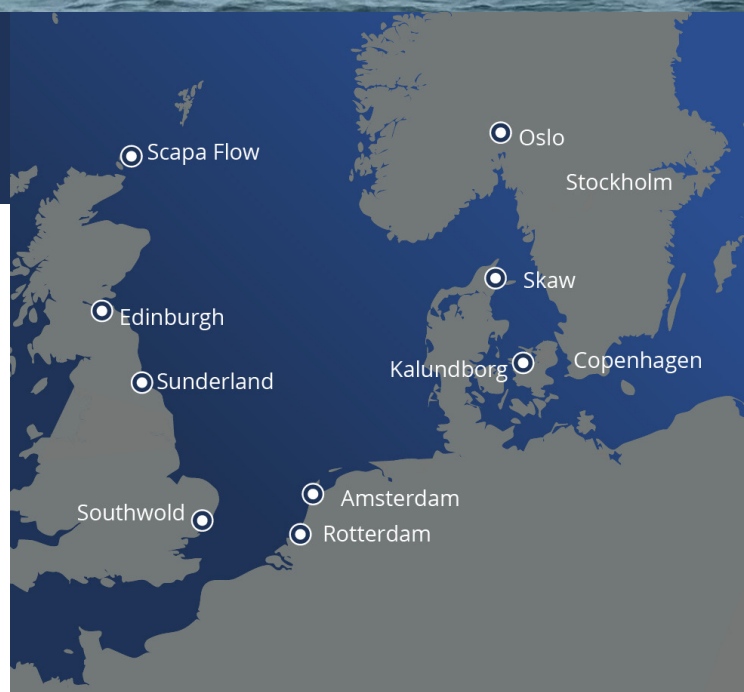 Oslo
Scapa Flow
Stockholm
Skaw
Edinburgh
Copenhagen
Kalundborg
Sunderland
Amsterdam
Southwold
Rotterdam